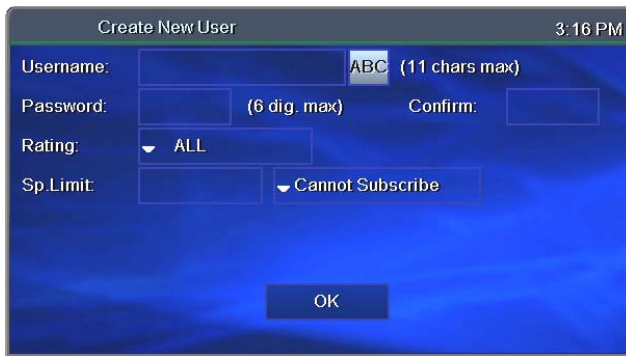 Create New User 3:16 PM
Username: ABC (11 chars max)
Password: (6 dig. max) Confirm:
Rating: ALL
Sp.Limit: Cannot Subscribe
OK